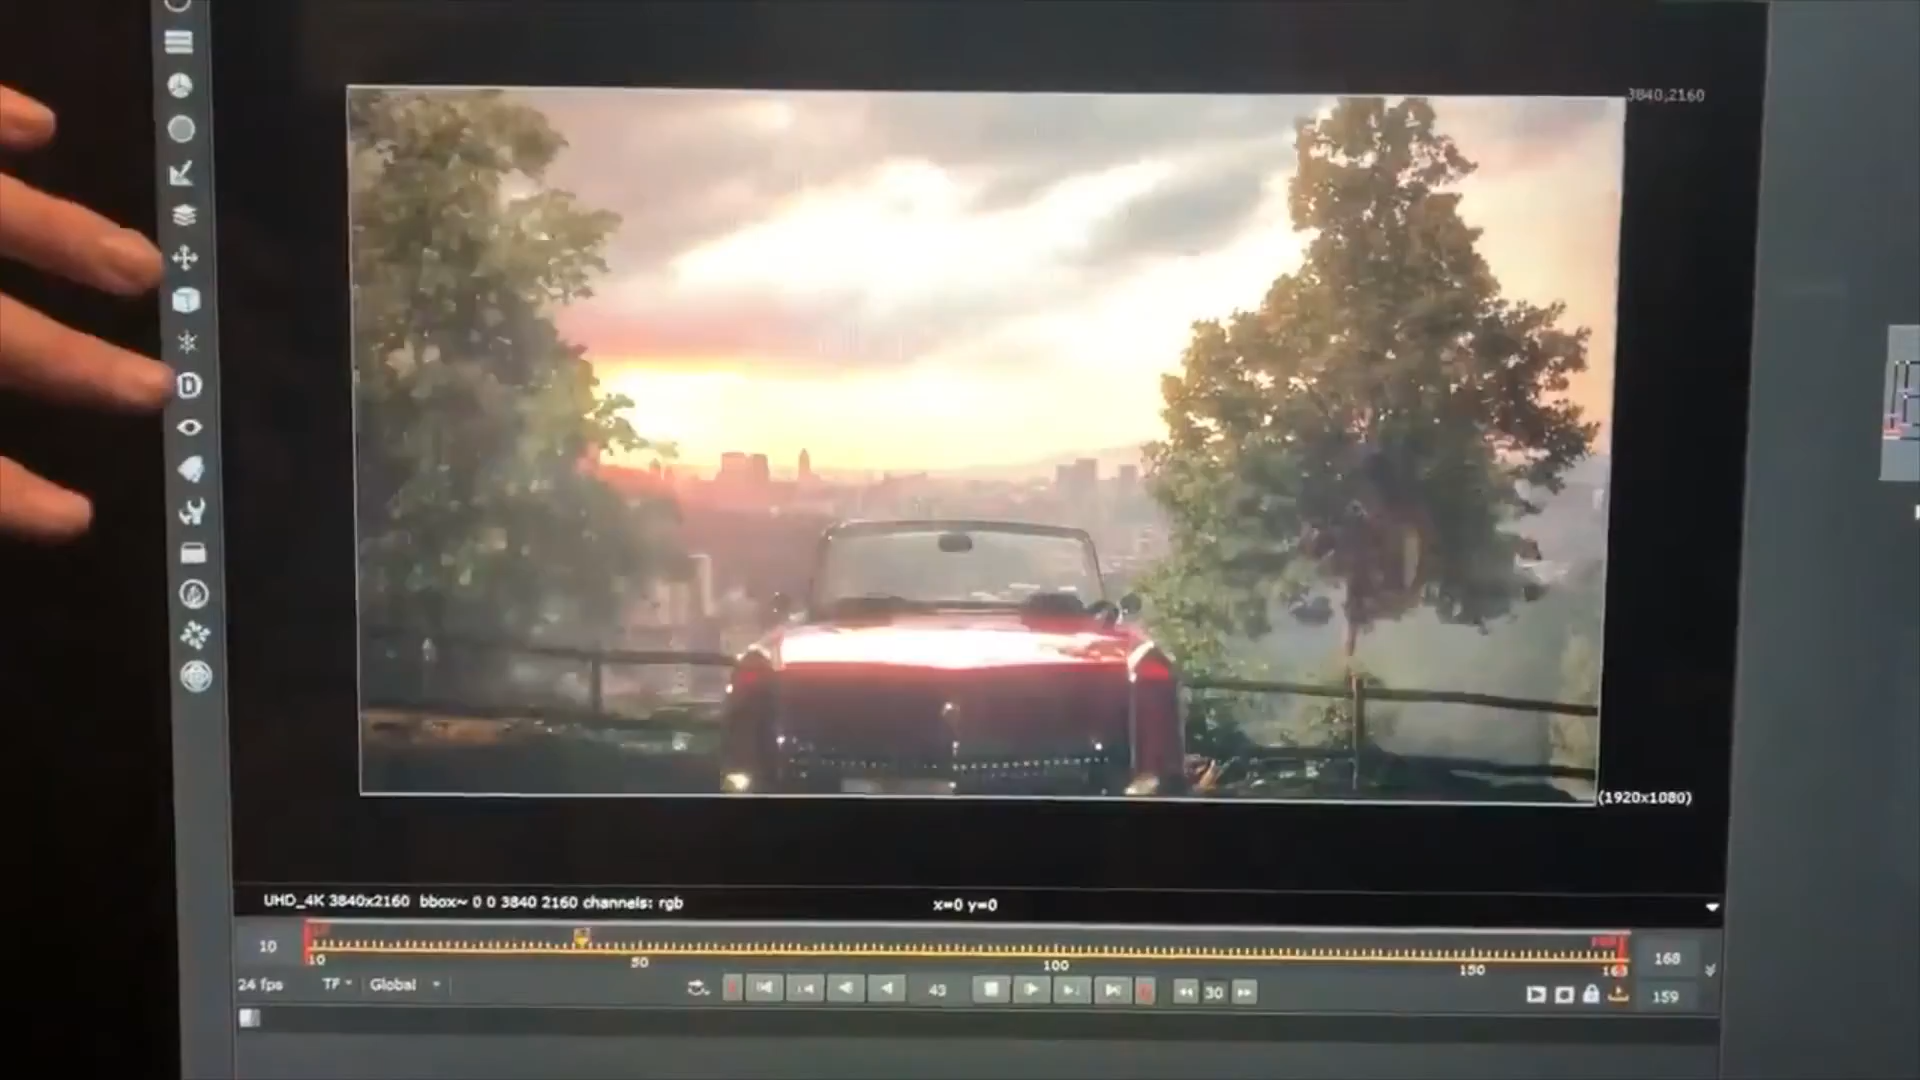 3840,2160
(1920x1080)
UHD_4K 3840x2160 bbox~ 0 0 3840 2160 channels: rgb x=0 y=0
10 10 50 100 150 168 168
24 fps TF Global 43 30 159